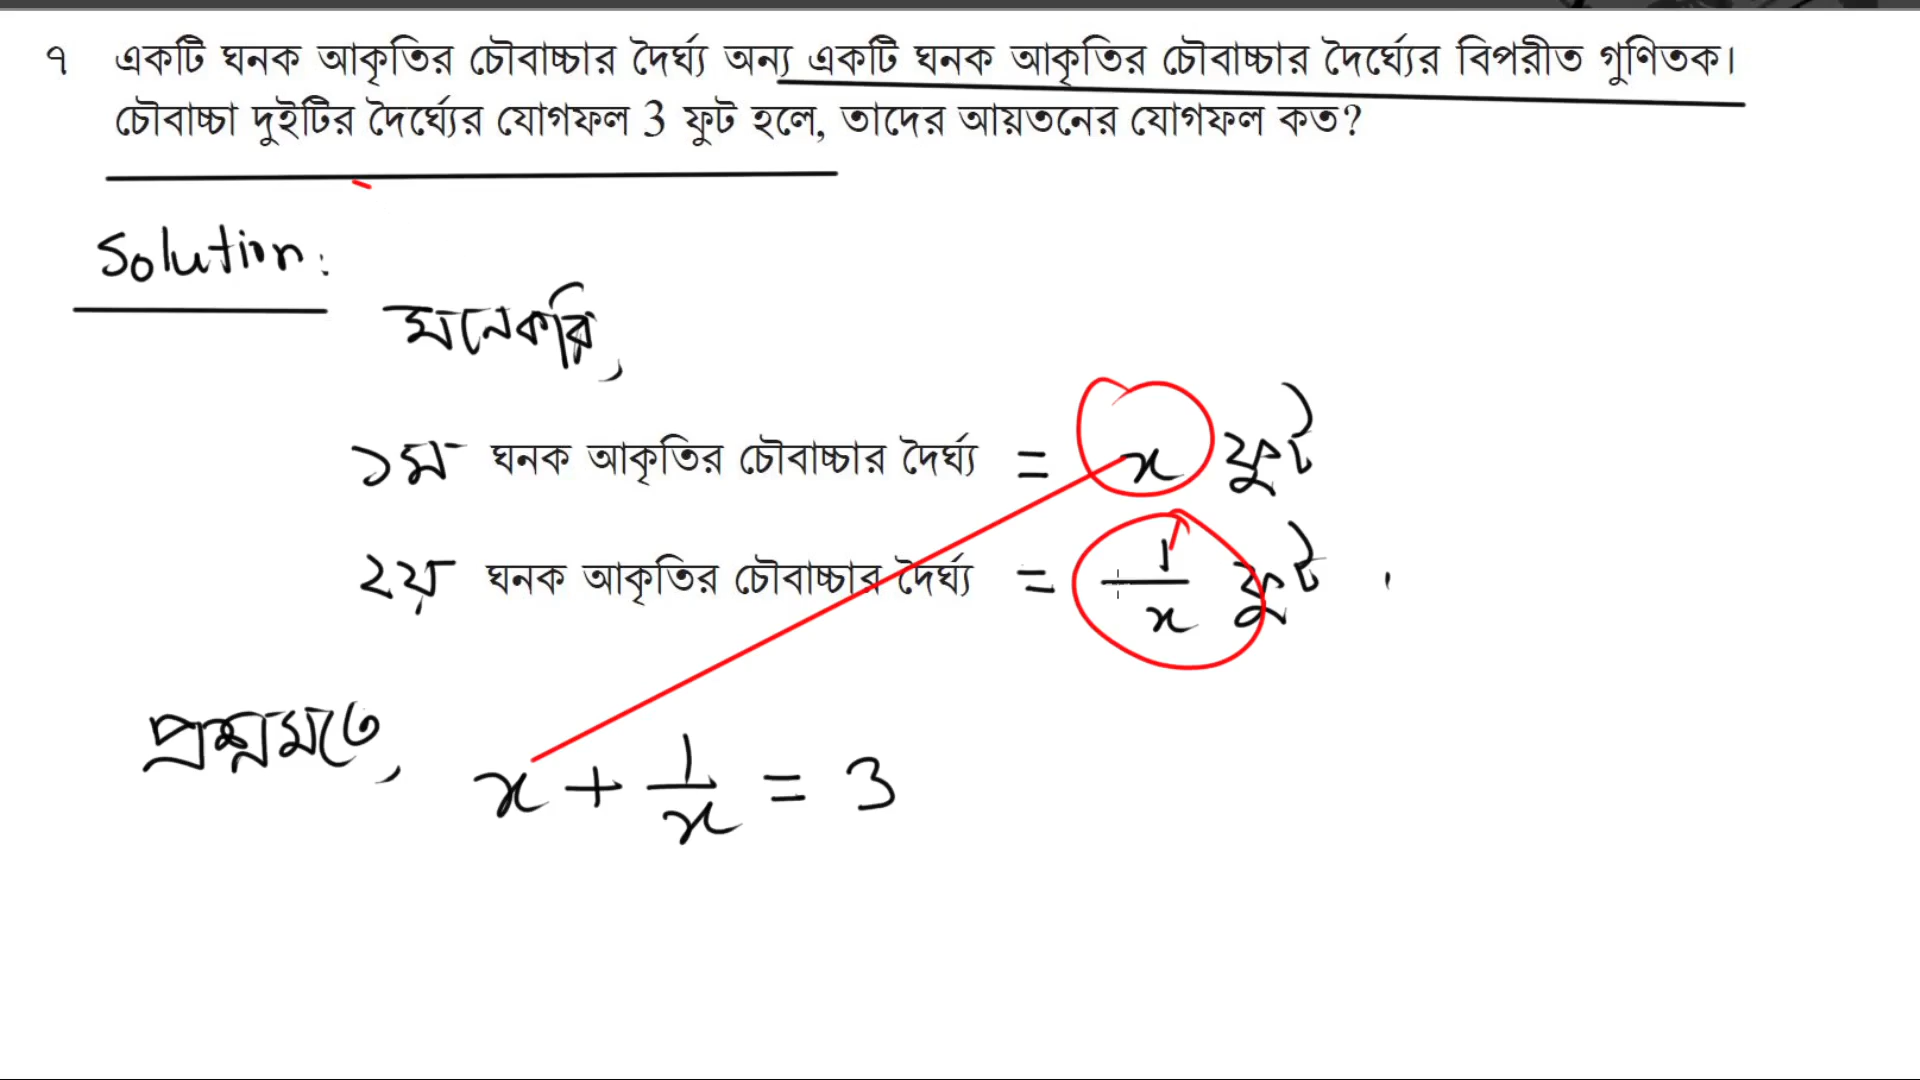 ৭ একটি ঘনক আকৃতির চৌবাচ্চার দৈর্ঘ্য অন্য একটি ঘনক আকৃতির চৌবাচ্চার দৈর্ঘ্যের বিপরীত গুণিতক।
চৌবাচ্চা দুইটির দৈর্ঘ্যের যোগফল 3 ফুট হলে, তাদের আয়তনের যোগফল কত?
Solution:
মনেকরি,
১ম ঘনক আকৃতির চৌবাচ্চার দৈর্ঘ্য = x ফুট
২য় ঘনক আকৃতির চৌবাচ্চার দৈর্ঘ্য = 1/x ফুট
প্রশ্নমতে, x + 1/x = 3